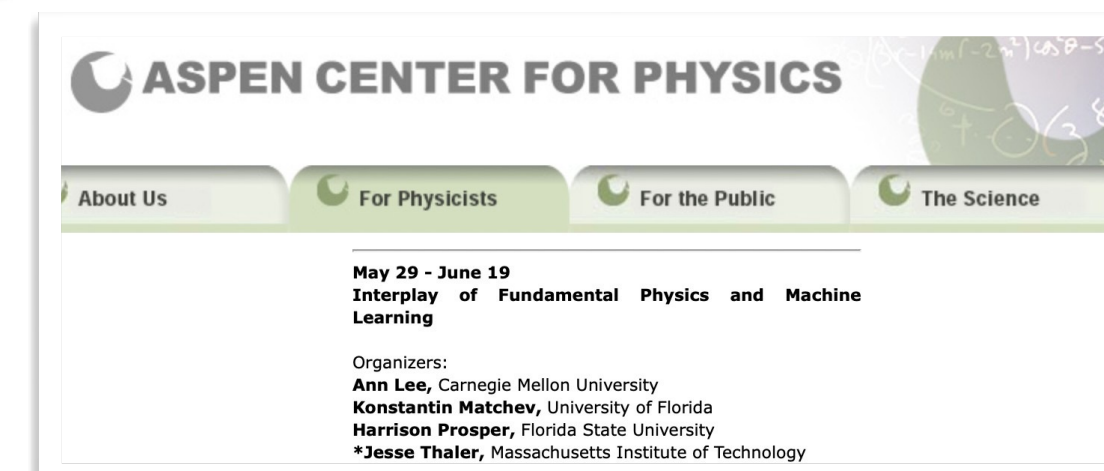 ASPEN CENTER FOR PHYSICS
About Us
For Physicists
For the Public
The Science
May 29 - June 19
Interplay of Fundamental Physics and Machine
Learning
Organizers:
Ann Lee, Carnegie Mellon University
Konstantin Matchev, University of Florida
Harrison Prosper, Florida State University
*Jesse Thaler, Massachusetts Institute of Technology